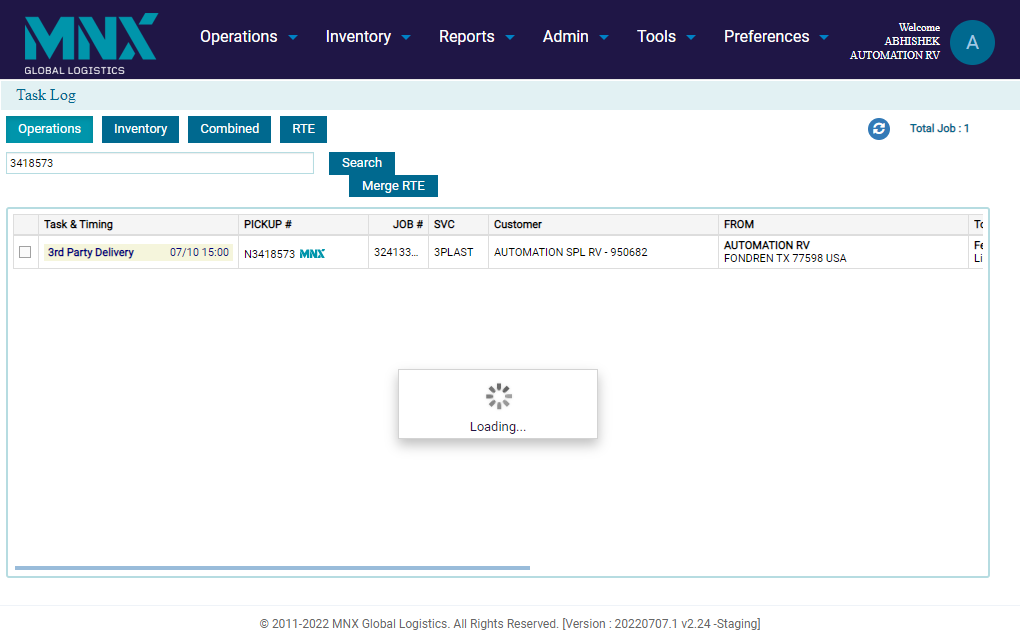 MNX
GLOBAL LOGISTICS
Operations Inventory Reports Admin Tools Preferences
Welcome
ABHISHEK
AUTOMATION RV
A
Task Log
Operations Inventory Combined RTE
Total Job : 1
3418573
Search
Merge RTE
Task & Timing PICKUP # JOB # SVC Customer FROM
3rd Party Delivery 07/10 15:00 N3418573 MNX 324133... 3PLAST AUTOMATION SPL RV - 950682 AUTOMATION RV
FONDREN TX 77598 USA
Loading...
© 2011-2022 MNX Global Logistics. All Rights Reserved. [Version : 20220707.1 v2.24 -Staging]